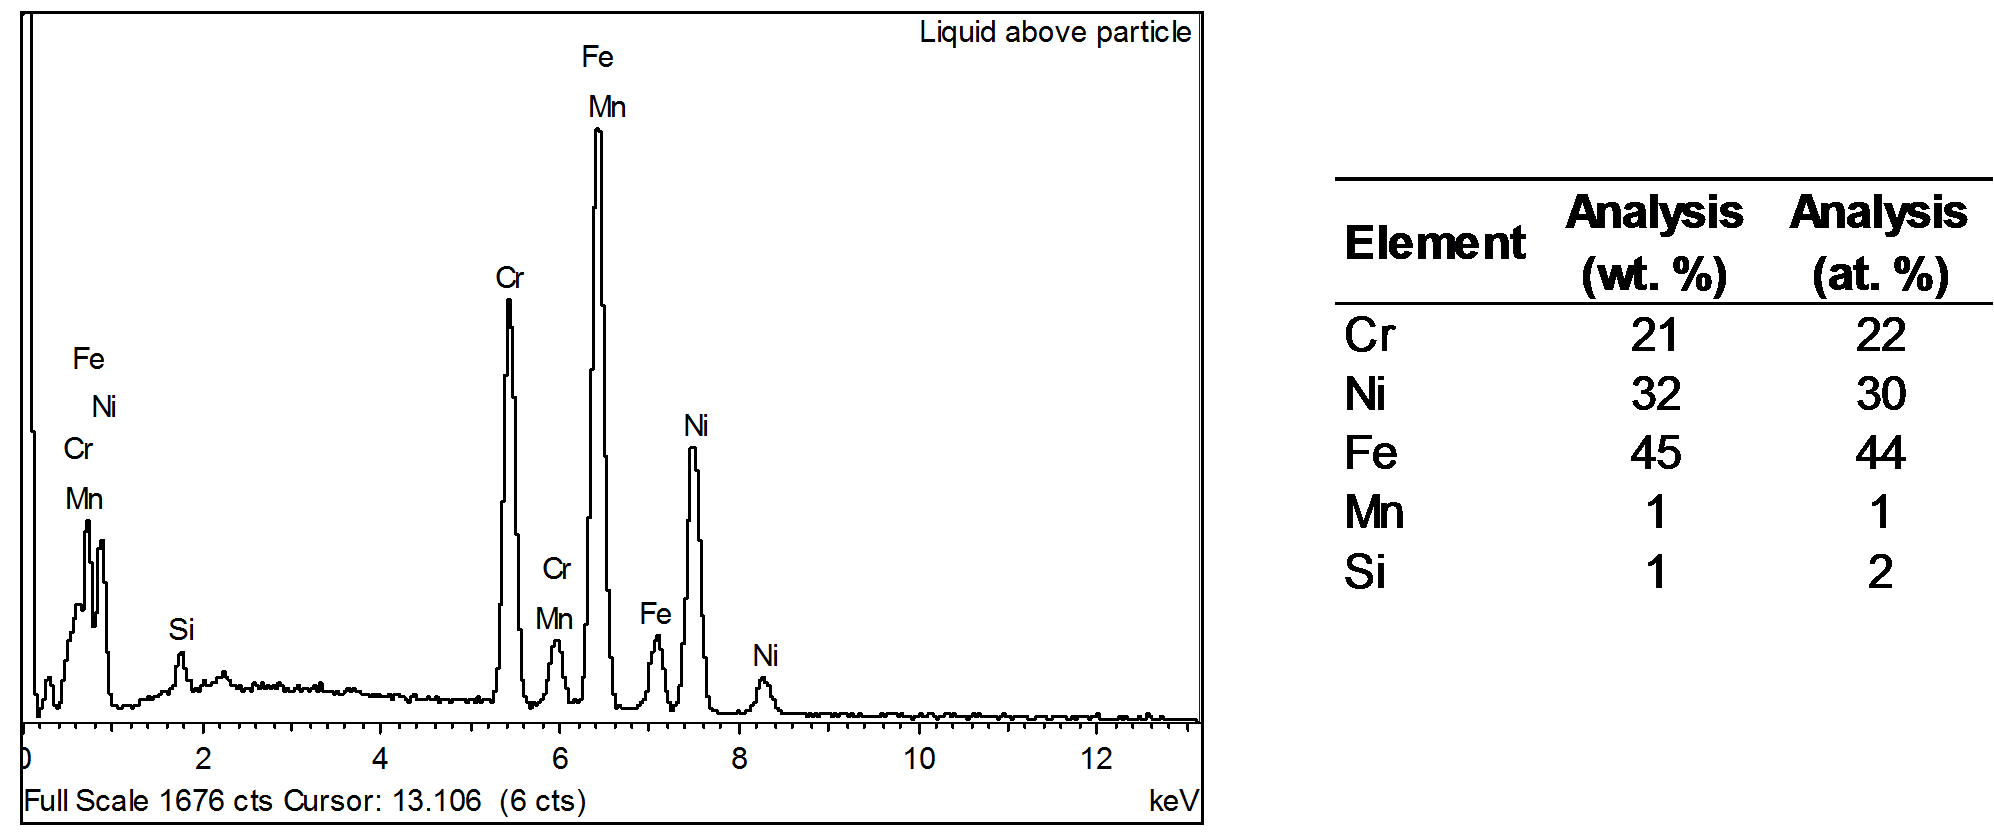 Liquid above particle
Fe
Mn
Cr
Fe
Ni
Cr
Mn
Ni
Cr
Mn
Fe
Si
Ni
0 2 4 6 8 10 12
Full Scale 1676 cts Cursor: 13.106 (6 cts) keV
Element Analysis (wt. %) Analysis (at. %)
Cr 21 22
Ni 32 30
Fe 45 44
Mn 1 1
Si 1 2